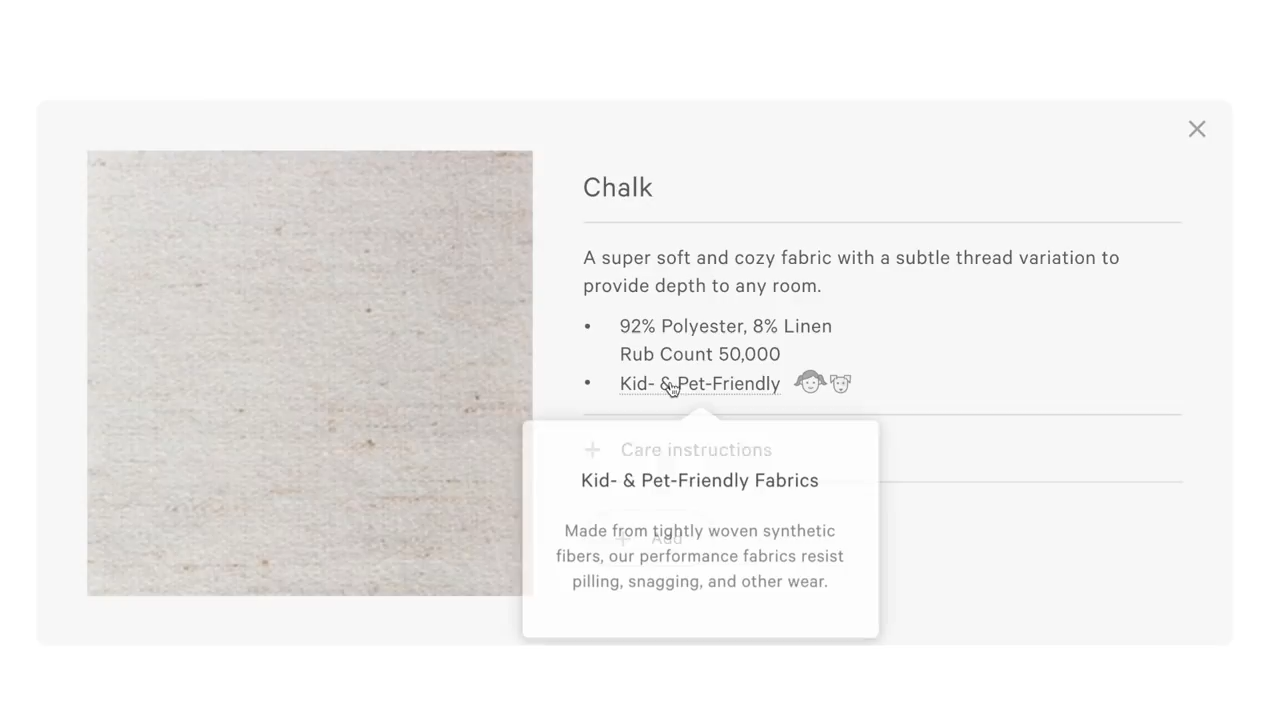 Chalk
A super soft and cozy fabric with a subtle thread variation to
provide depth to any room.
• 92% Polyester, 8% Linen
Rub Count 50,000
• Kid- & Pet-Friendly
+ Care instructions
Kid- & Pet-Friendly Fabrics
Made from tightly woven synthetic
+ Add
fibers, our performance fabrics resist
pilling, snagging, and other wear.